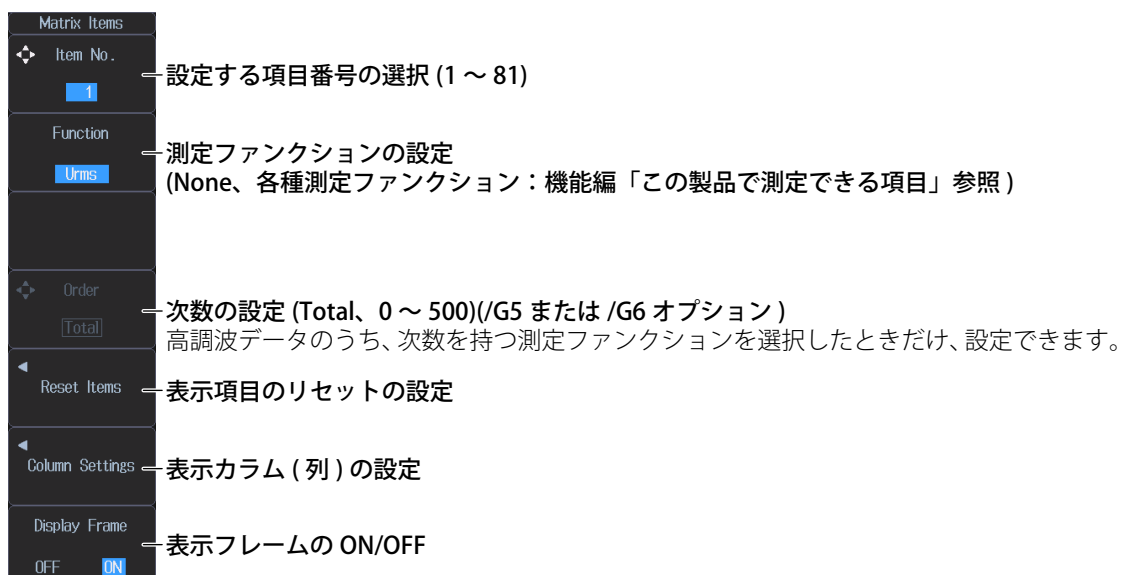 Matrix Items
Item No.
1
設定する項目番号の選択 (1 ～ 81)
Function
Urms
測定ファンクションの設定
(None、各種測定ファンクション：機能編「この製品で測定できる項目」参照 )
Order
Total
次数の設定 (Total、0 ～ 500)(/G5 または /G6 オプション )
高調波データのうち、次数を持つ測定ファンクションを選択したときだけ、設定できます。
Reset Items
表示項目のリセットの設定
Column Settings
表示カラム ( 列 ) の設定
Display Frame
OFF ON
表示フレームの ON/OFF